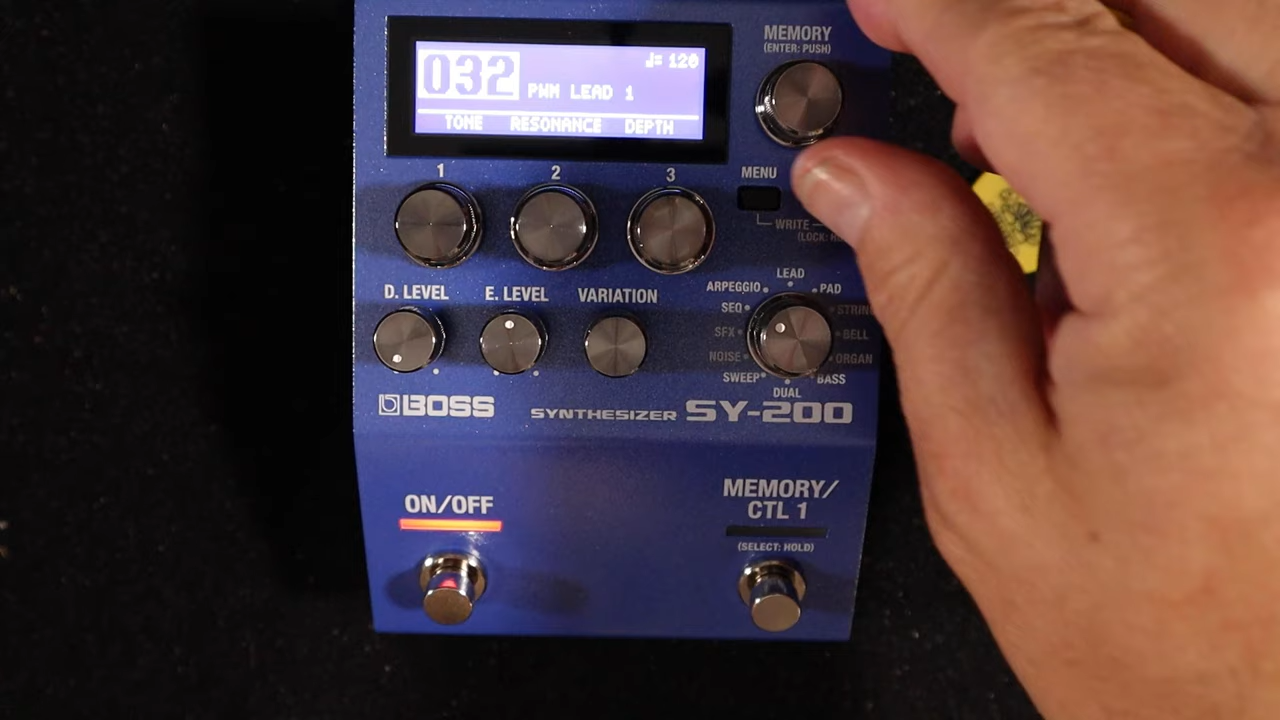 MEMORY
(ENTER: PUSH)
032 PWM LEAD 1
♩= 120
TONE RESONANCE DEPTH
1 2 3
MENU
WRITE
(LOCK:
D. LEVEL E. LEVEL VARIATION
LEAD
ARPEGGIO PAD
SEQ STRIN
SFX BELL
NOISE ORGAN
SWEEP BASS
DUAL
BOSS SYNTHESIZER SY-200
ON/OFF
MEMORY/
CTL 1
(SELECT: HOLD)